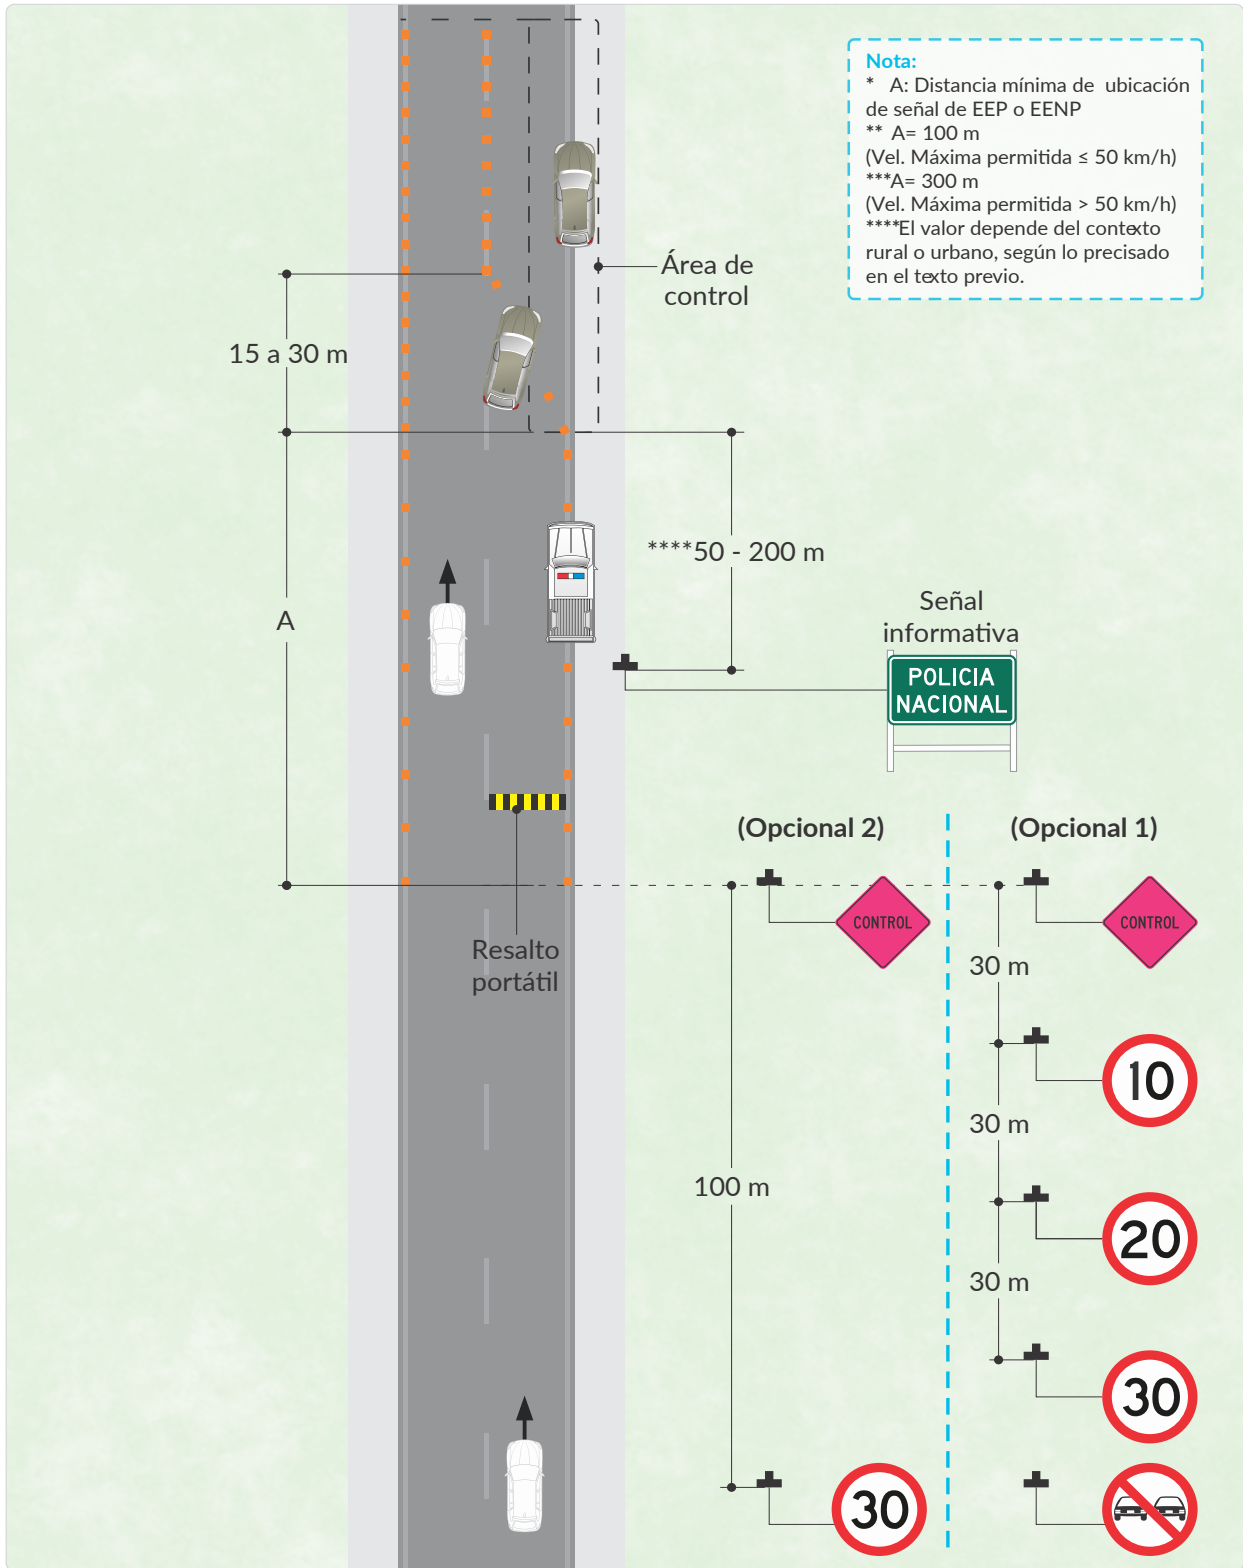 Nota:
* A: Distancia mínima de ubicación
de señal de EEP o EENP
** A= 100 m
(Vel. Máxima permitida ≤ 50 km/h)
***A= 300 m
(Vel. Máxima permitida > 50 km/h)
****El valor depende del contexto
rural o urbano, según lo precisado
en el texto previo.
Área de
control
15 a 30 m
****50 - 200 m
A
Señal
informativa
POLICIA
NACIONAL
(Opcional 2)
(Opcional 1)
CONTROL
CONTROL
Resalto
portátil
30 m
10
30 m
100 m
20
30 m
30
30